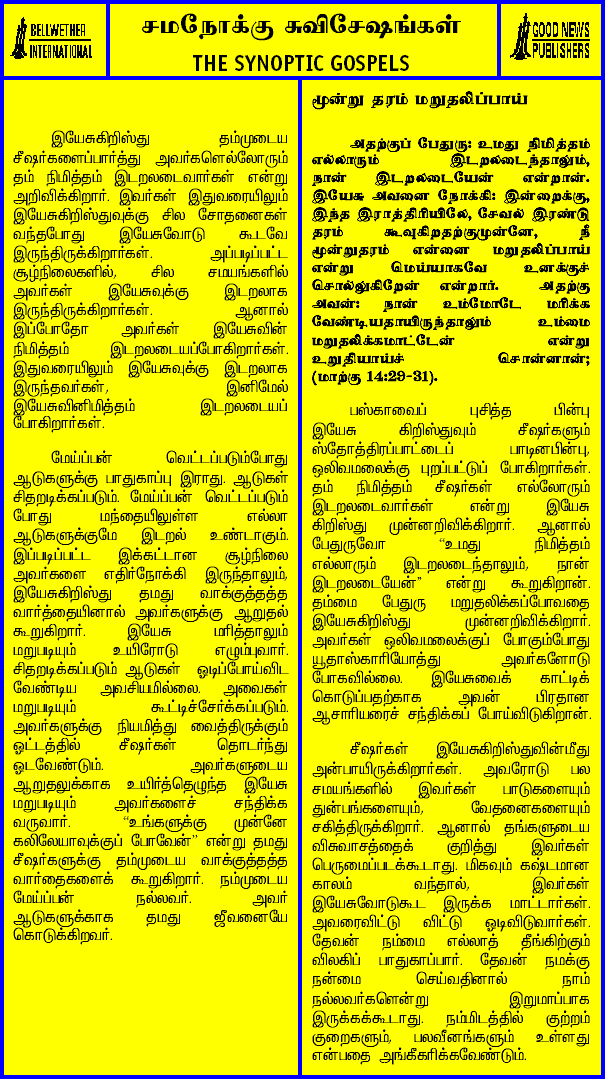 BELLWETHER
INTERNATIONAL
சமநோக்கு சுவிசேஷங்கள்
THE SYNOPTIC GOSPELS
GOOD NEWS
PUBLISHERS
இயேசுகிறிஸ்து தம்முடைய
சீஷர்களைப்பார்த்து அவர்களெல்லோரும்
தம் நிமித்தம் இடறலடைவார்கள் என்று
அறிவிக்கிறார். இவர்கள் இதுவரையிலும்
இயேசுகிறிஸ்துவுக்கு சில சோதனைகள்
வந்தபோது இயேசுவோடு கூடவே
இருந்திருக்கிறார்கள். அப்படிப்பட்ட
சூழ்நிலைகளில், சில சமயங்களில்
அவர்கள் இயேசுவுக்கு இடறலாக
இருந்திருக்கிறார்கள். ஆனால்
இப்போதோ அவர்கள் இயேசுவின்
நிமித்தம் இடறலடையப்போகிறார்கள்.
இதுவரையிலும் இயேசுவுக்கு இடறலாக
இருந்தவர்கள், இனிமேல்
இயேசுவினிமித்தம் இடறலடையப்
போகிறார்கள்.
மேய்ப்பன் வெட்டப்படும்போது
ஆடுகளுக்கு பாதுகாப்பு இராது. ஆடுகள்
சிதறடிக்கப்படும். மேய்ப்பன் வெட்டப்படும்
போது மந்தையிலுள்ள எல்லா
ஆடுகளுக்குமே இடறல் உண்டாகும்.
இப்படிப்பட்ட இக்கட்டான சூழ்நிலை
அவர்களை எதிர்நோக்கி இருந்தாலும்,
இயேசுகிறிஸ்து தமது வாக்குத்தத்த
வார்த்தையினால் அவர்களுக்கு ஆறுதல்
கூறுகிறார். இயேசு மரித்தாலும்
மறுபடியும் உயிரோடு எழும்புவார்.
சிதறடிக்கப்படும் ஆடுகள் ஓடிப்போய்விட
வேண்டிய அவசியமில்லை. அவைகள்
மறுபடியும் கூட்டிச்சேர்க்கப்படும்.
அவர்களுக்கு நியமித்து வைத்திருக்கும்
ஓட்டத்தில் சீஷர்கள் தொடர்ந்து
ஓடவேண்டும். அவர்களுடைய
ஆறுதலுக்காக உயிர்த்தெழுந்த இயேசு
மறுபடியும் அவர்களைச் சந்திக்க
வருவார். “உங்களுக்கு முன்னே
கலிலேயாவுக்குப் போவேன்” என்று தமது
சீஷர்களுக்கு தம்முடைய வாக்குத்தத்த
வார்தைகளைக் கூறுகிறார். நம்முடைய
மேய்ப்பன் நல்லவர். அவர்
ஆடுகளுக்காக தமது ஜீவனையே
கொடுக்கிறவர்.
மூன்று தரம் மறுதலிப்பாய்
அதற்குப் பேதுரு: உமது நிமித்தம்
எல்லாரும் இடறலடைந்தாலும்,
நான் இடறலடையேன் என்றான்.
இயேசு அவனை நோக்கி: இன்றைக்கு,
இந்த இராத்திரியிலே, சேவல் இரண்டு
தரம் கூவுகிறதற்குமுன்னே, நீ
மூன்றுதரம் என்னை மறுதலிப்பாய்
என்று மெய்யாகவே உனக்குச்
சொல்லுகிறேன் என்றார். அதற்கு
அவன்: நான் உம்மோடே மரிக்க
வேண்டியதாயிருந்தாலும் உம்மை
மறுதலிக்கமாட்டேன் என்று
உறுதியாய்ச் சொன்னான்;
(மாற்கு 14:29-31).
பஸ்காவைப் புசித்த பின்பு
இயேசு கிறிஸ்துவும் சீஷர்களும்
ஸ்தோத்திரப்பாட்டைப் பாடினபின்பு,
ஒலிவமலைக்கு புறப்பட்டுப் போகிறார்கள்.
தம் நிமித்தம் சீஷர்கள் எல்லோரும்
இடறலடைவார்கள் என்று இயேசு
கிறிஸ்து முன்னறிவிக்கிறார். ஆனால்
பேதுருவோ “உமது நிமித்தம்
எல்லாரும் இடறலடைந்தாலும், நான்
இடறலடையேன்” என்று கூறுகிறான்.
தம்மை பேதுரு மறுதலிக்கப்போவதை
இயேசுகிறிஸ்து முன்னறிவிக்கிறார்.
அவர்கள் ஒலிவமலைக்குப் போகும்போது
யூதாஸ்காரியோத்து அவர்களோடு
போகவில்லை. இயேசுவைக் காட்டிக்
கொடுப்பதற்காக அவன் பிரதான
ஆசாரியரைச் சந்திக்கப் போய்விடுகிறான்.
சீஷர்கள் இயேசுகிறிஸ்துவின்மீது
அன்பாயிருக்கிறார்கள். அவரோடு பல
சமயங்களில் இவர்கள் பாடுகளையும்
துன்பங்களையும், வேதனைகளையும்
சகித்திருக்கிறார். ஆனால் தங்களுடைய
விசுவாசத்தைக் குறித்து இவர்கள்
பெருமைப்படக்கூடாது. மிகவும் கஷ்டமான
காலம் வந்தால், இவர்கள்
இயேசுவோடுகூட இருக்க மாட்டார்கள்.
அவரைவிட்டு விட்டு ஓடிவிடுவார்கள்.
தேவன் நம்மை எல்லாத் தீங்கிற்கும்
விலகிப் பாதுகாப்பார். தேவன் நமக்கு
நன்மை செய்வதினால் நாம்
நல்லவர்களென்று இறுமாப்பாக
இருக்கக்கூடாது. நம்மிடத்தில் குற்றம்
குறைகளும், பலவீனங்களும் உள்ளது
என்பதை அங்கீகரிக்கவேண்டும்.